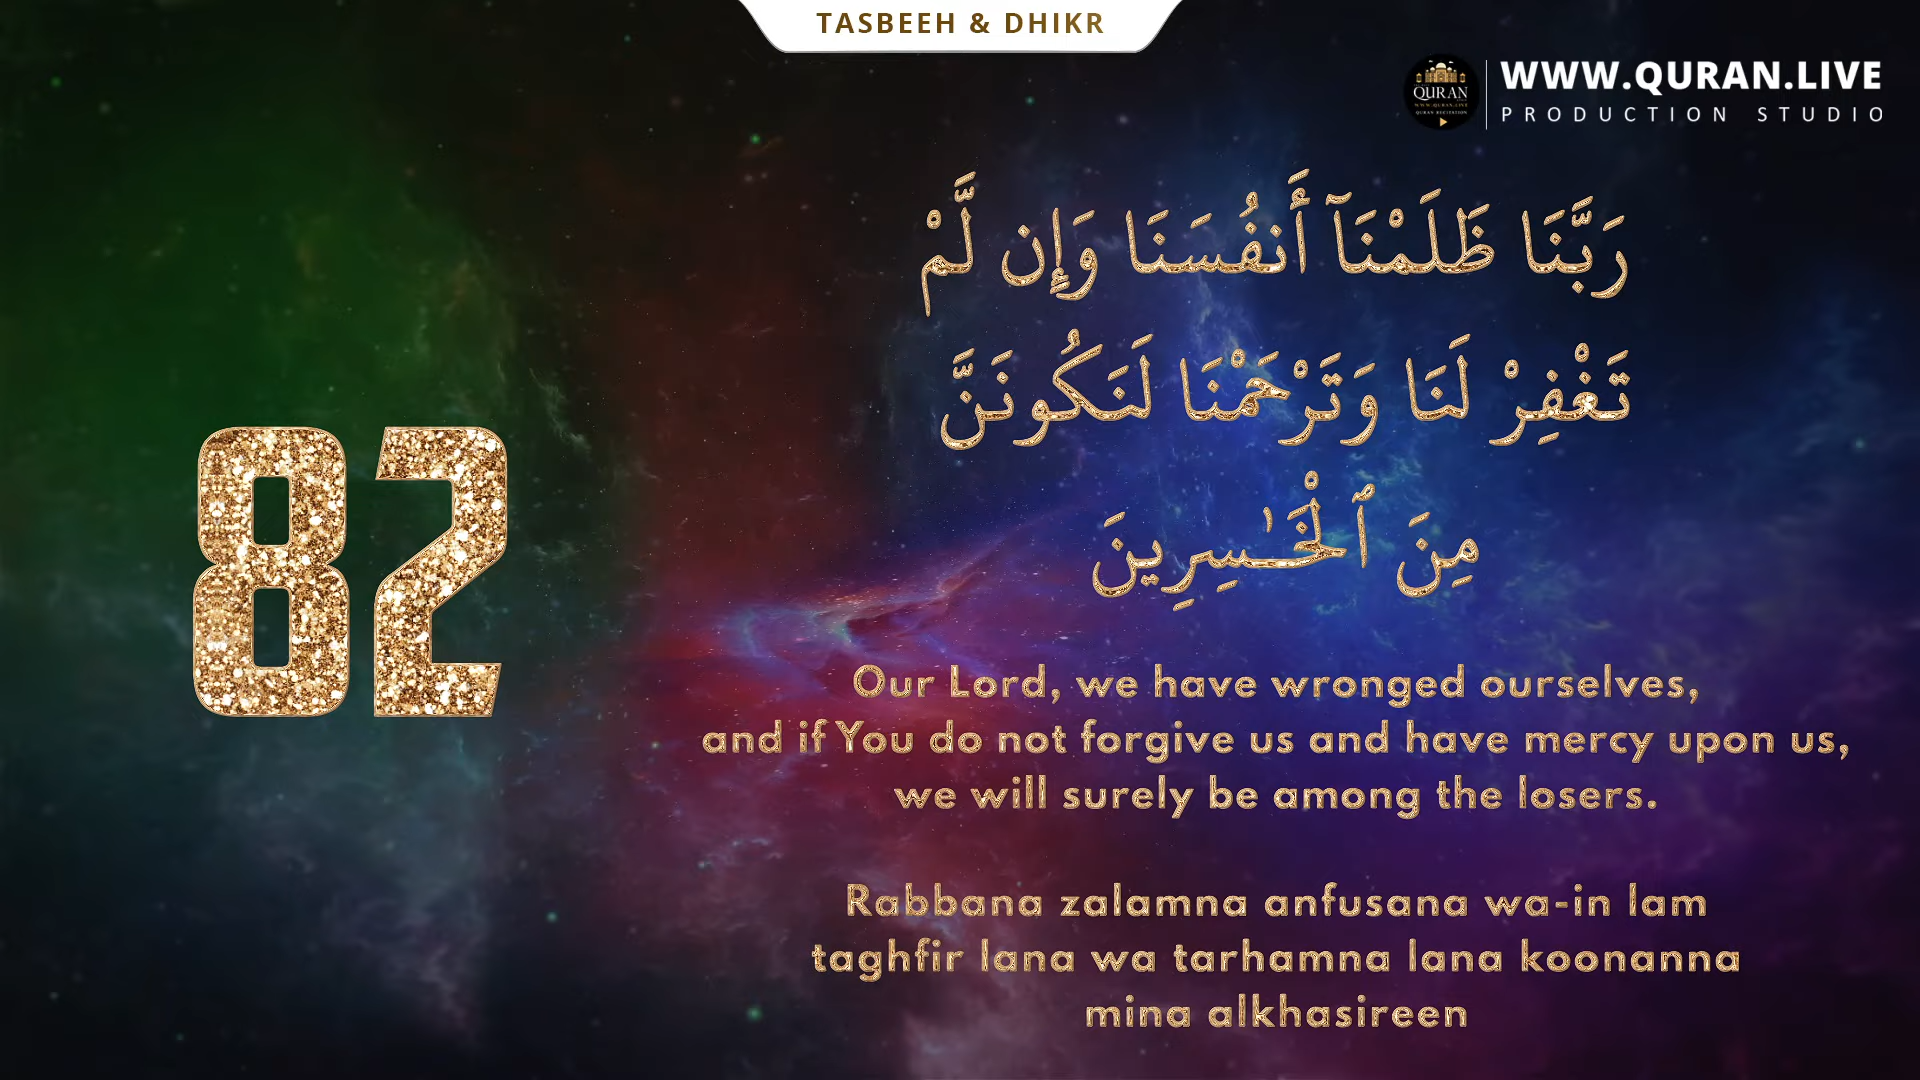 TASBEEH & DHIKR
QURAN
WWW.QURAN.LIVE
PRODUCTION STUDIO
رَبَّنَا ظَلَمْنَآ أَنفُسَنَا وَإِن لَّمْ
تَغْفِرْ لَنَا وَتَرْحَمْنَا لَنَكُونَنَّ
مِنَ ٱلْخَـٰسِرِينَ
82
Our Lord, we have wronged ourselves,
and if You do not forgive us and have mercy upon us,
we will surely be among the losers.
Rabbana zalamna anfusana wa-in lam
taghfir lana wa tarhamna lana koonanna
mina alkhasireen